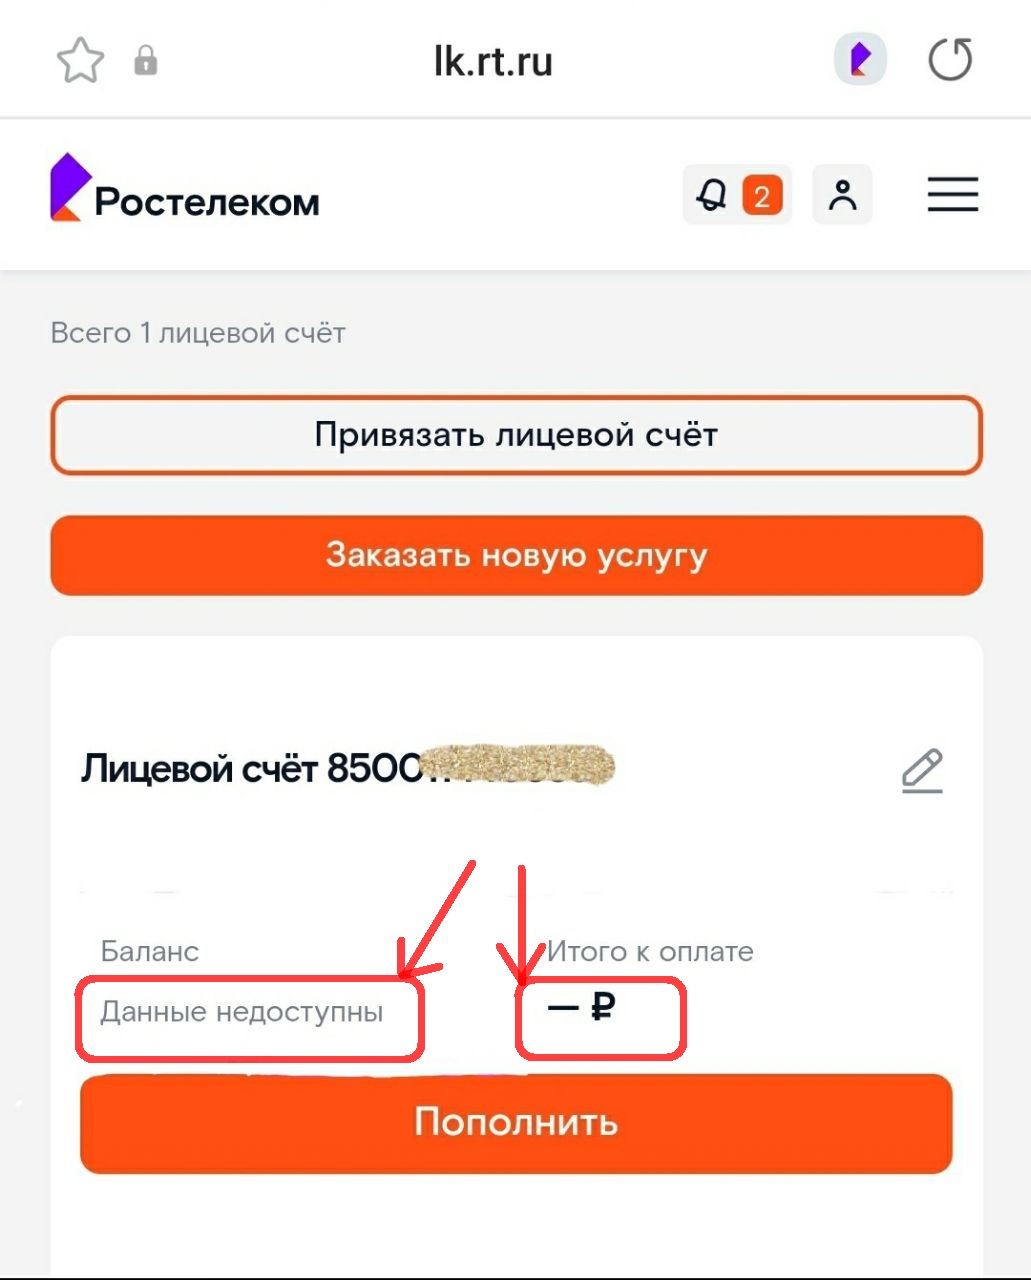 lk.rt.ru
Ростелеком
2
Всего 1 лицевой счёт
Привязать лицевой счёт
Заказать новую услугу
Лицевой счёт 8500
Баланс
Итого к оплате
Данные недоступны
— ₽
Пополнить